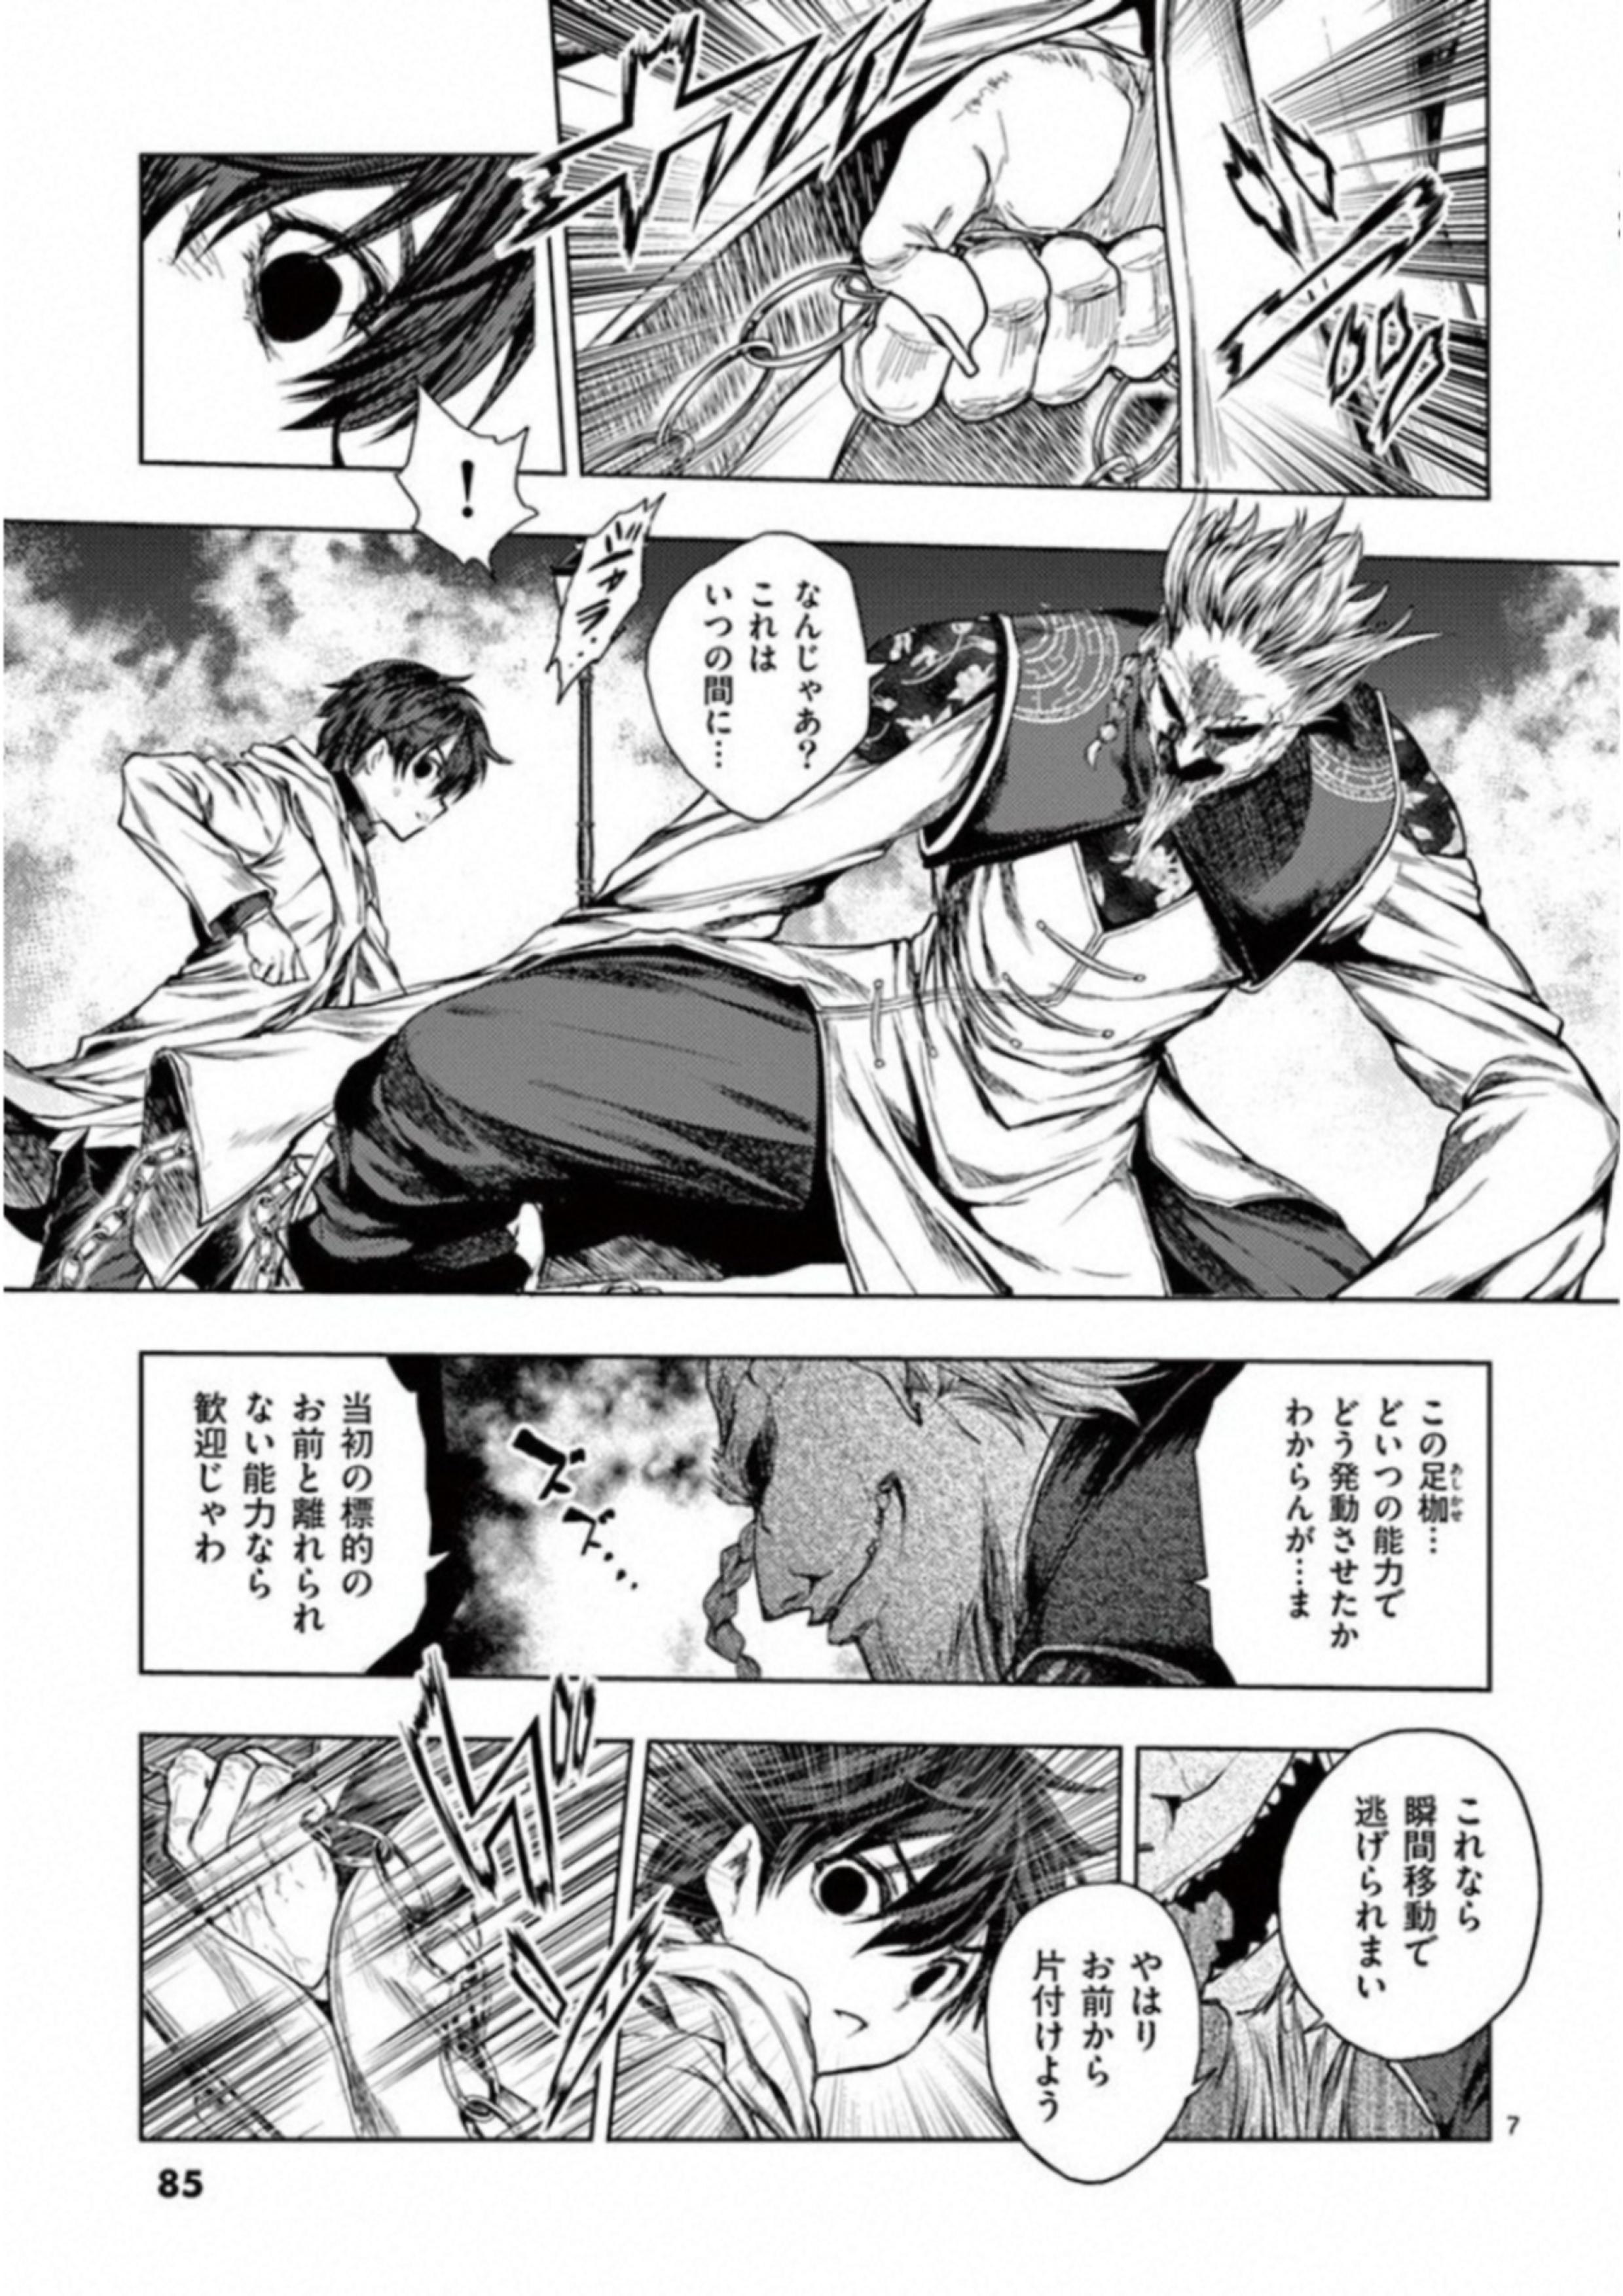 ！
なんじゃあ？
これは
いつの間に…
ジャラ…
この足枷…
あしかせ
どいつの能力で
どう発動させたか
わからんが…ま
ズ
ズ…
当初の標的の
お前と離れられ
ない能力なら
歓迎じゃわ
これなら
瞬間移動で
逃げられまい
やはり
お前から
片付けよう
7
85